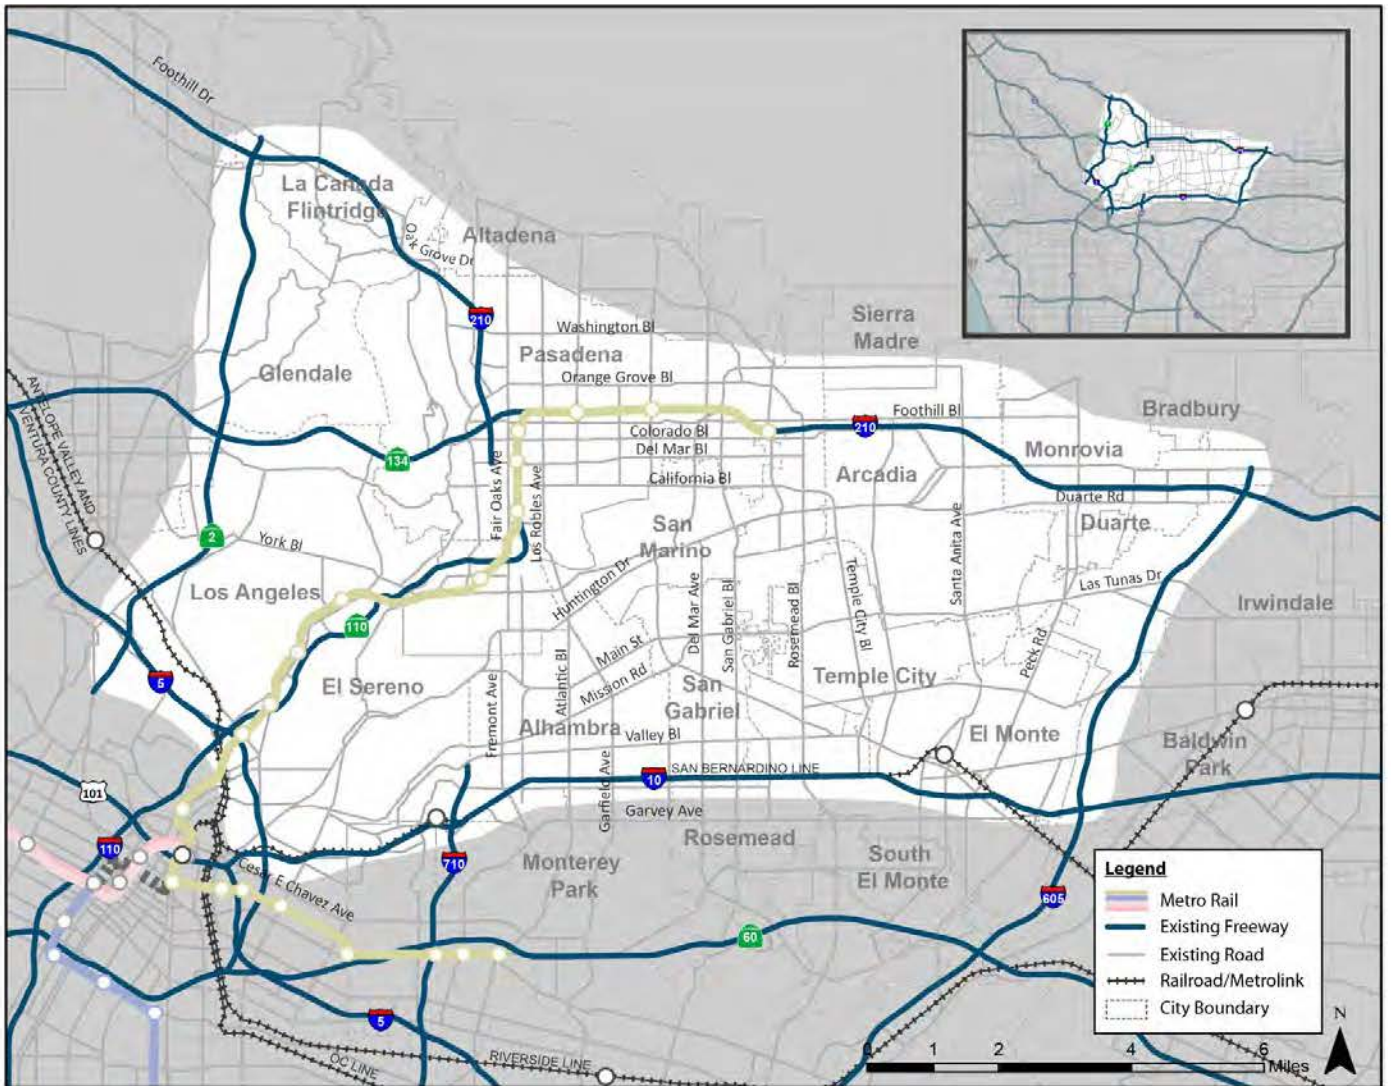 Foothill Dr
La Canada
Flintridge
Oak Grove Dr
Altadena
210
Washington Bl
Sierra
Madre
Pasadena
Glendale
Orange Grove Bl
Foothill Bl
Bradbury
ANTELOPE VALLEY AND
VENTURA COUNTY LINES
134
Colorado Bl
210
Del Mar Bl
Monrovia
California Bl
Arcadia
Fair Oaks Ave
Los Robles Ave
Duarte Rd
2
York Bl
San
Marino
Duarte
Santa Anita Ave
Los Angeles
Huntington Dr
Las Tunas Dr
Irwindale
110
Del Mar Ave
San Gabriel Bl
Rosemead Bl
Temple City Bl
5
El Sereno
Main St
Mission Rd
Atlantic Bl
Fremont Ave
San
Gabriel
Temple City
Peck Rd
Alhambra
Valley Bl
El Monte
Baldwin
Park
101
10
SAN BERNARDINO LINE
Garfield Ave
Garvey Ave
110
710
Monterey
Park
Rosemead
South
El Monte
Cesar E Chavez Ave
60
605
5
OC LINE
RIVERSIDE LINE
Legend
Metro Rail
Existing Freeway
Existing Road
Railroad/Metrolink
City Boundary
N
0 1 2 4 6
Miles